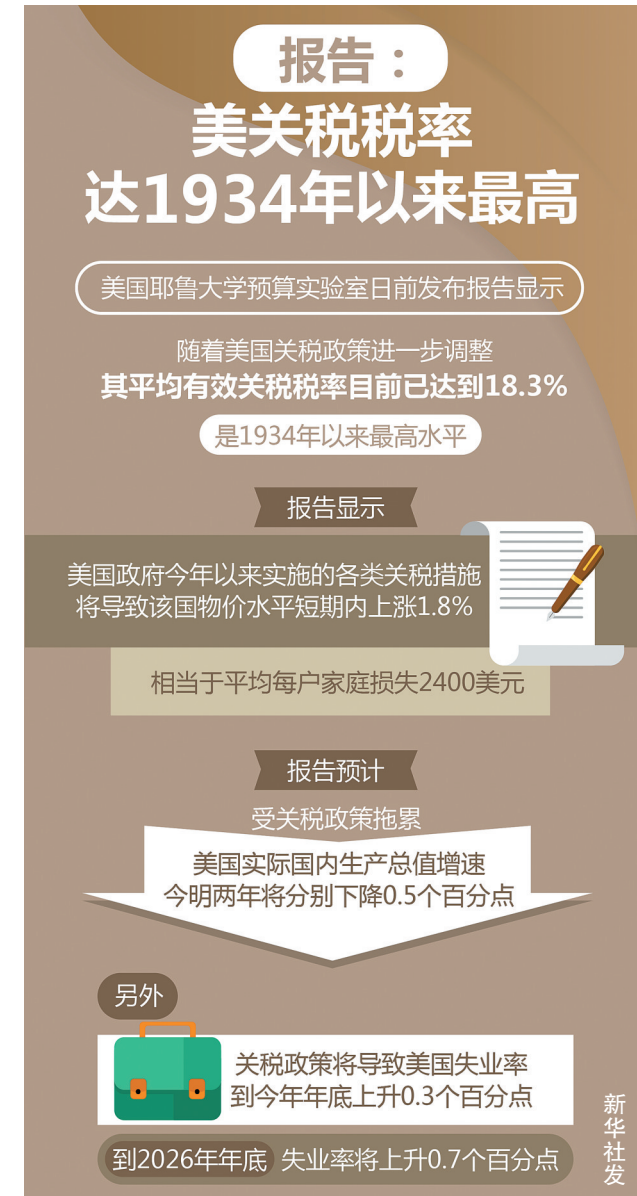 报告：
美关税税率
达1934年以来最高
美国耶鲁大学预算实验室日前发布报告显示
随着美国关税政策进一步调整
其平均有效关税税率目前已达到18.3%
是1934年以来最高水平
报告显示
美国政府今年以来实施的各类关税措施
将导致该国物价水平短期内上涨1.8%
相当于平均每户家庭损失2400美元
报告预计
受关税政策拖累
美国实际国内生产总值增速
今明两年将分别下降0.5个百分点
另外
关税政策将导致美国失业率
到今年年底上升0.3个百分点
到2026年年底 失业率将上升0.7个百分点
新华社发